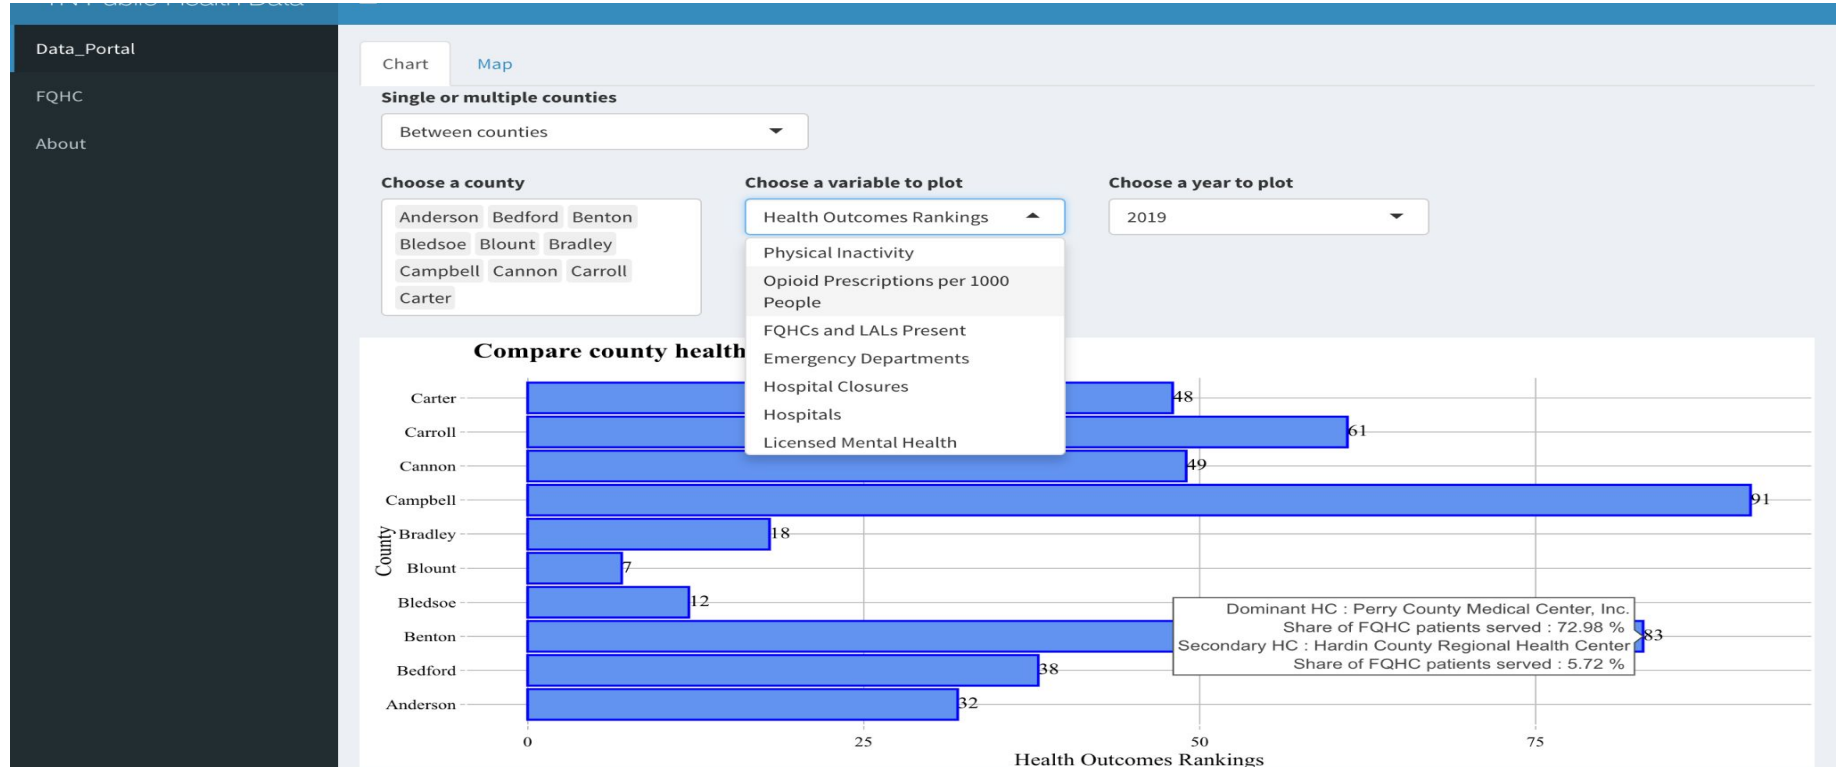 TN Public Health Data
Data_Portal
FQHC
About
Chart Map
Single or multiple counties
Between counties
Choose a county
Anderson Bedford Benton
Bledsoe Blount Bradley
Campbell Cannon Carroll
Carter
Choose a variable to plot
Health Outcomes Rankings
Physical Inactivity
Opioid Prescriptions per 1000
People
FQHCs and LALs Present
Emergency Departments
Hospital Closures
Hospitals
Licensed Mental Health
Choose a year to plot
2019
Compare county health
Carter 48
Carroll 61
Cannon 49
Campbell 91
Bradley 18
Blount 7
Bledsoe 12
Benton 83
Bedford 38
Anderson 32
County
Dominant HC : Perry County Medical Center, Inc.
Share of FQHC patients served : 72.98 %
Secondary HC : Hardin County Regional Health Center
Share of FQHC patients served : 5.72 %
0 25 50 75
Health Outcomes Rankings